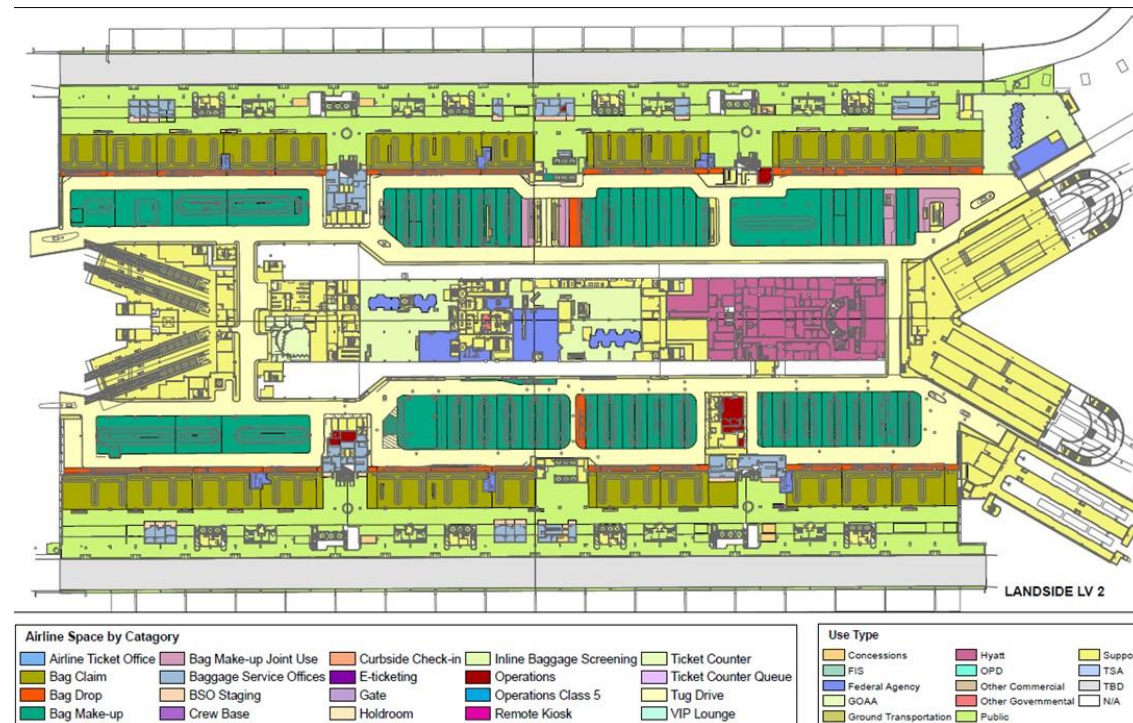 LANDSIDE LV 2
Airline Space by Catagory
Airline Ticket Office
Bag Claim
Bag Drop
Bag Make-up
Bag Make-up Joint Use
Baggage Service Offices
BSO Staging
Crew Base
Curbside Check-in
E-ticketing
Gate
Holdroom
Inline Baggage Screening
Operations
Operations Class 5
Remote Kiosk
Ticket Counter
Ticket Counter Queue
Tug Drive
VIP Lounge
Use Type
Concessions
FIS
Federal Agency
GOAA
Ground Transportation
Hyatt
OPD
Other Commercial
Other Governmental
Public
Suppo
TSA
TBD
N/A